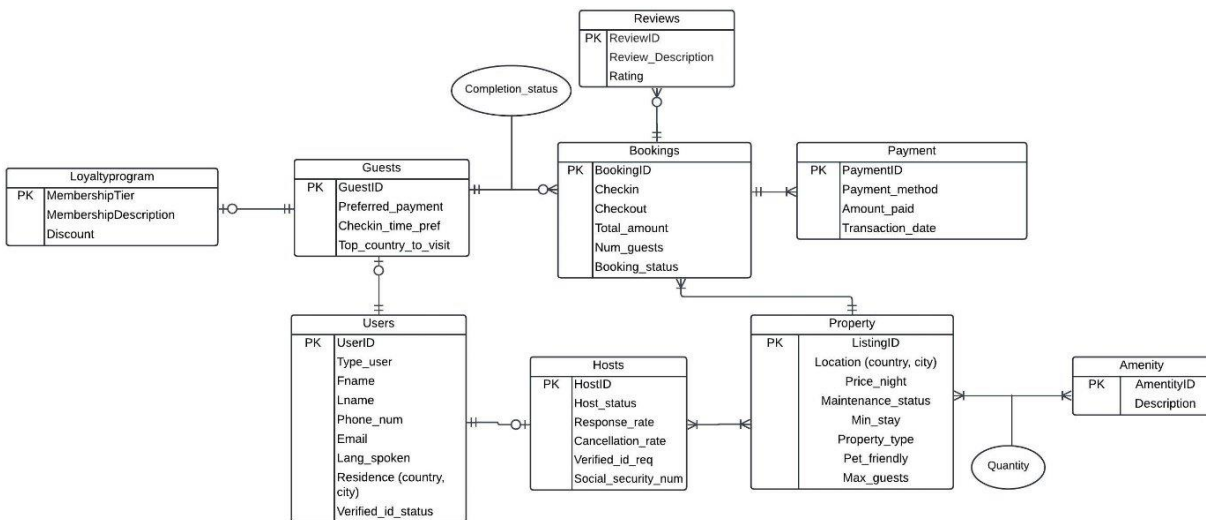 Reviews
PK ReviewID
Review_Description
Rating
Completion_status
Bookings
PK BookingID
Checkin
Checkout
Total_amount
Num_guests
Booking_status
Payment
PK PaymentID
Payment_method
Amount_paid
Transaction_date
Guests
PK GuestID
Preferred_payment
Checkin_time_pref
Top_country_to_visit
Loyaltyprogram
PK MembershipTier
MembershipDescription
Discount
Users
PK UserID
Type_user
Fname
Lname
Phone_num
Email
Lang_spoken
Residence (country,
city)
Verified_id_status
Hosts
PK HostID
Host_status
Response_rate
Cancellation_rate
Verified_id_req
Social_security_num
Property
PK ListingID
Location (country, city)
Price_night
Maintenance_status
Min_stay
Property_type
Pet_friendly
Max_guests
Amenity
PK AmentityID
Description
Quantity